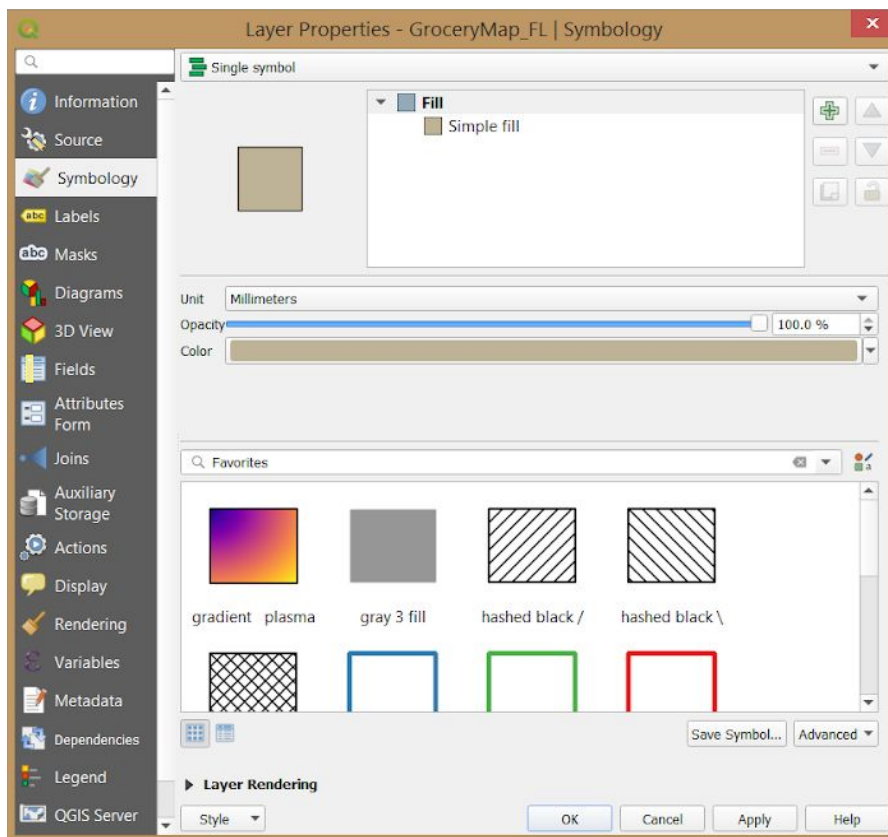 Layer Properties - GroceryMap_FL | Symbology
Information
Source
Symbology
abc Labels
abc Masks
Diagrams
3D View
Fields
Attributes
Form
Joins
Auxiliary
Storage
Actions
Display
Rendering
Variables
Metadata
Dependencies
Legend
QGIS Server
Single symbol
Fill
Simple fill
Unit Millimeters
Opacity 100.0 %
Color
Favorites
gradient plasma gray 3 fill hashed black / hashed black \
Save Symbol... Advanced
Layer Rendering
Style OK Cancel Apply Help